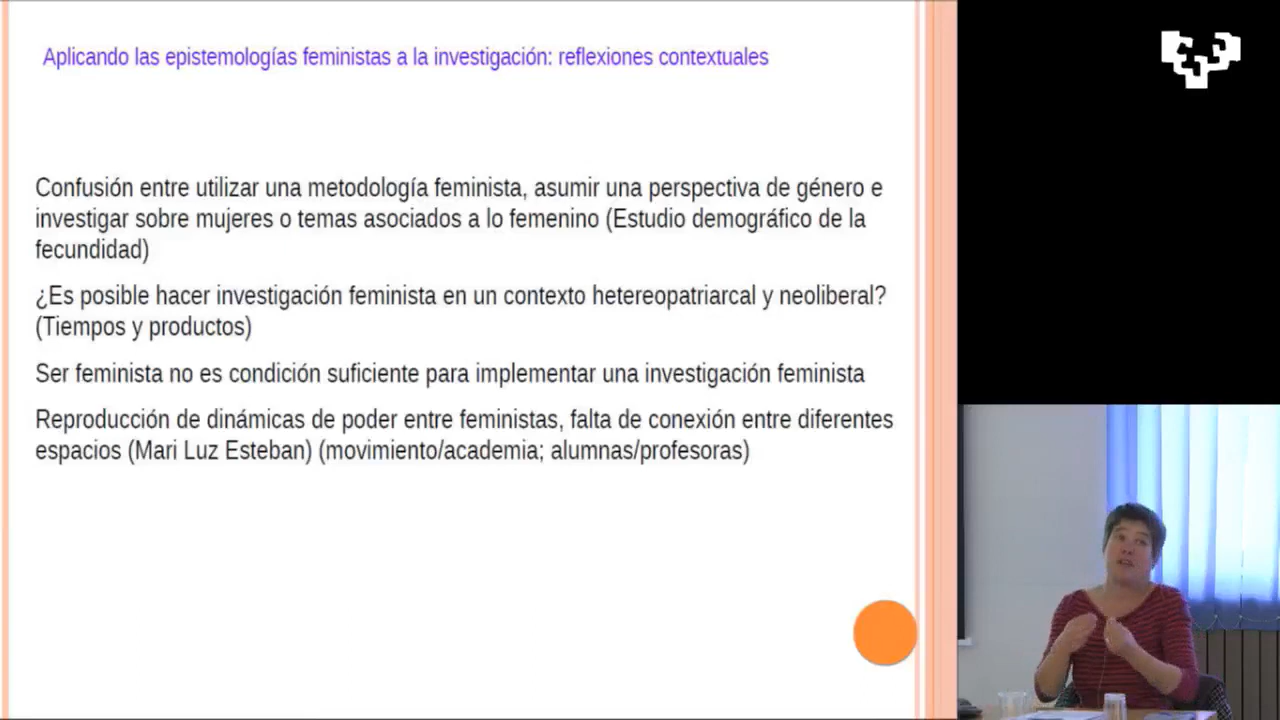 Aplicando las epistemologías feministas a la investigación: reflexiones contextuales
Confusión entre utilizar una metodología feminista, asumir una perspectiva de género e
investigar sobre mujeres o temas asociados a lo femenino (Estudio demográfico de la
fecundidad)
¿Es posible hacer investigación feminista en un contexto hetereopatriarcal y neoliberal?
(Tiempos y productos)
Ser feminista no es condición suficiente para implementar una investigación feminista
Reproducción de dinámicas de poder entre feministas, falta de conexión entre diferentes
espacios (Mari Luz Esteban) (movimiento/academia; alumnas/profesoras)